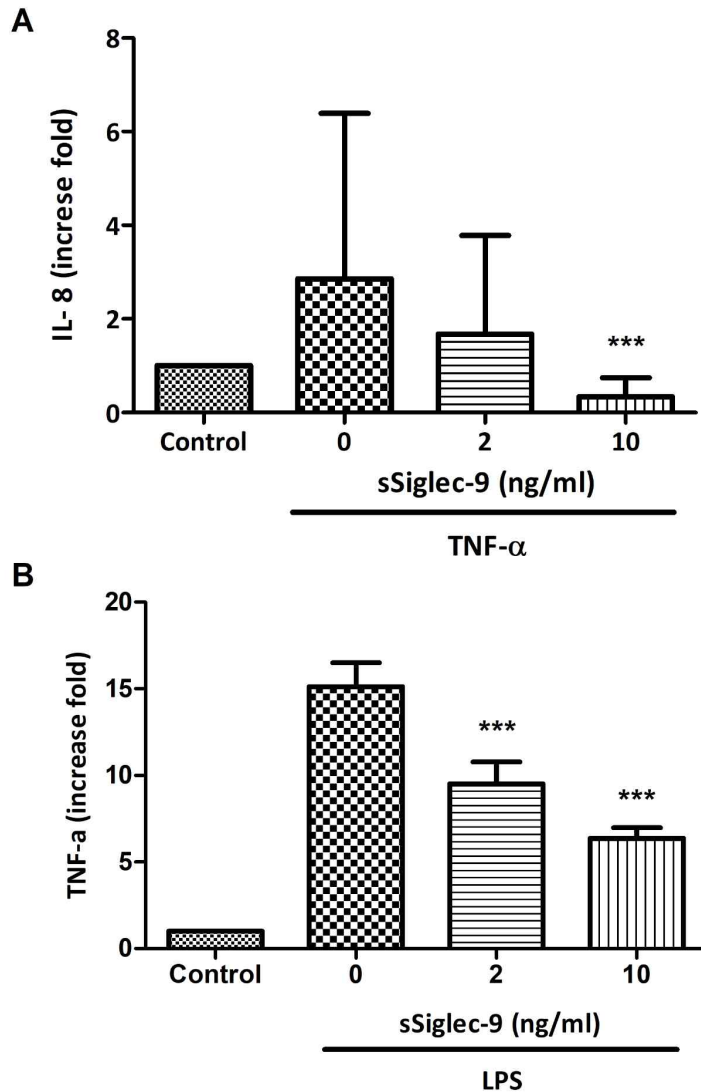 A
IL- 8 (increse fold)
8
6
4
2
0
***
Control 0 2 10
sSiglec-9 (ng/ml)
TNF-α
B
TNF-a (increase fold)
20
15
10
5
0
***
***
Control 0 2 10
sSiglec-9 (ng/ml)
LPS